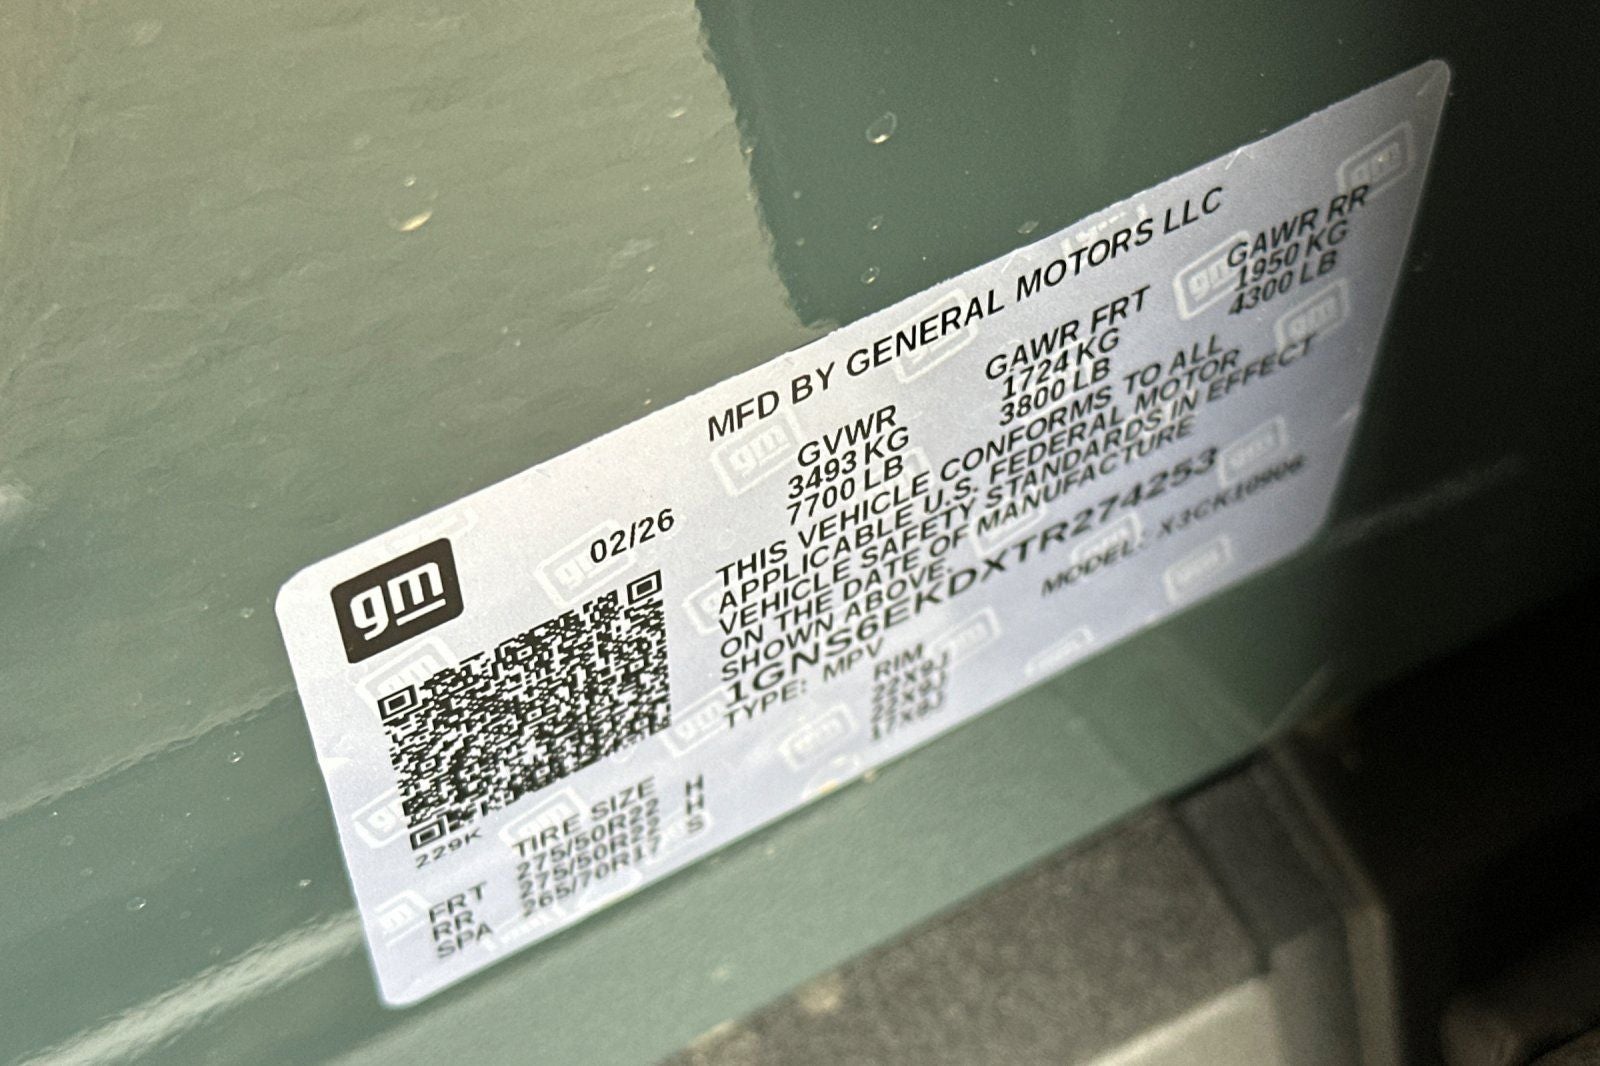 MFD BY GENERAL MOTORS LLC
gm
02/26
GVWR GAWR FRT GAWR RR
3493 KG 1724 KG 1950 KG
7700 LB 3800 LB 4300 LB
THIS VEHICLE CONFORMS TO ALL
APPLICABLE U.S. FEDERAL MOTOR
VEHICLE SAFETY STANDARDS IN EFFECT
ON THE DATE OF MANUFACTURE
SHOWN ABOVE.
1GNS6EKDXTR274253
TYPE: MPV MODEL: X3CK10906
229K
TIRE SIZE RIM
FRT 275/50R22 H 22X9J
RR 275/50R22 H 22X9J
SPA 265/70R17 S 17X8J